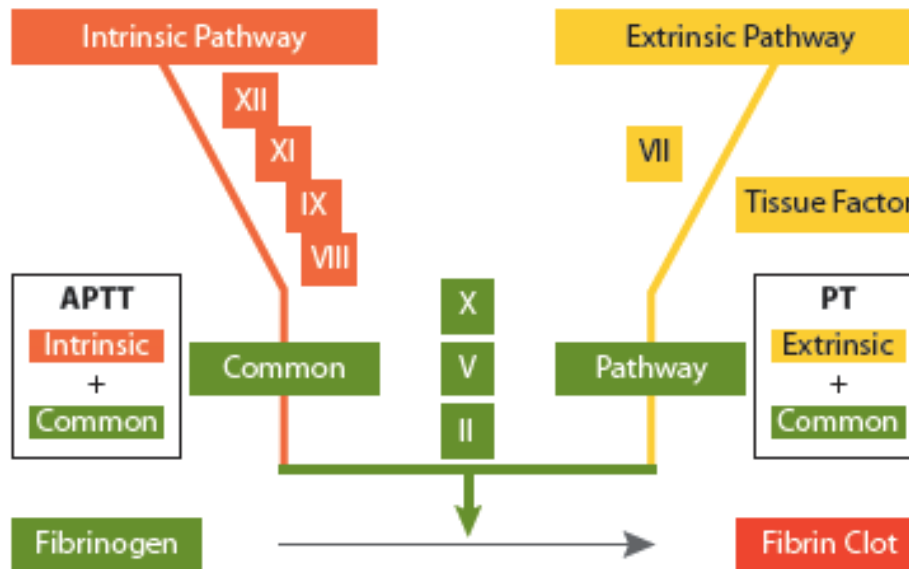 Intrinsic Pathway
Extrinsic Pathway
XII
XI
IX
VIII
VII
Tissue Factor
APTT
Intrinsic
+
Common
Common
X
V
II
Pathway
PT
Extrinsic
+
Common
Fibrinogen
Fibrin Clot